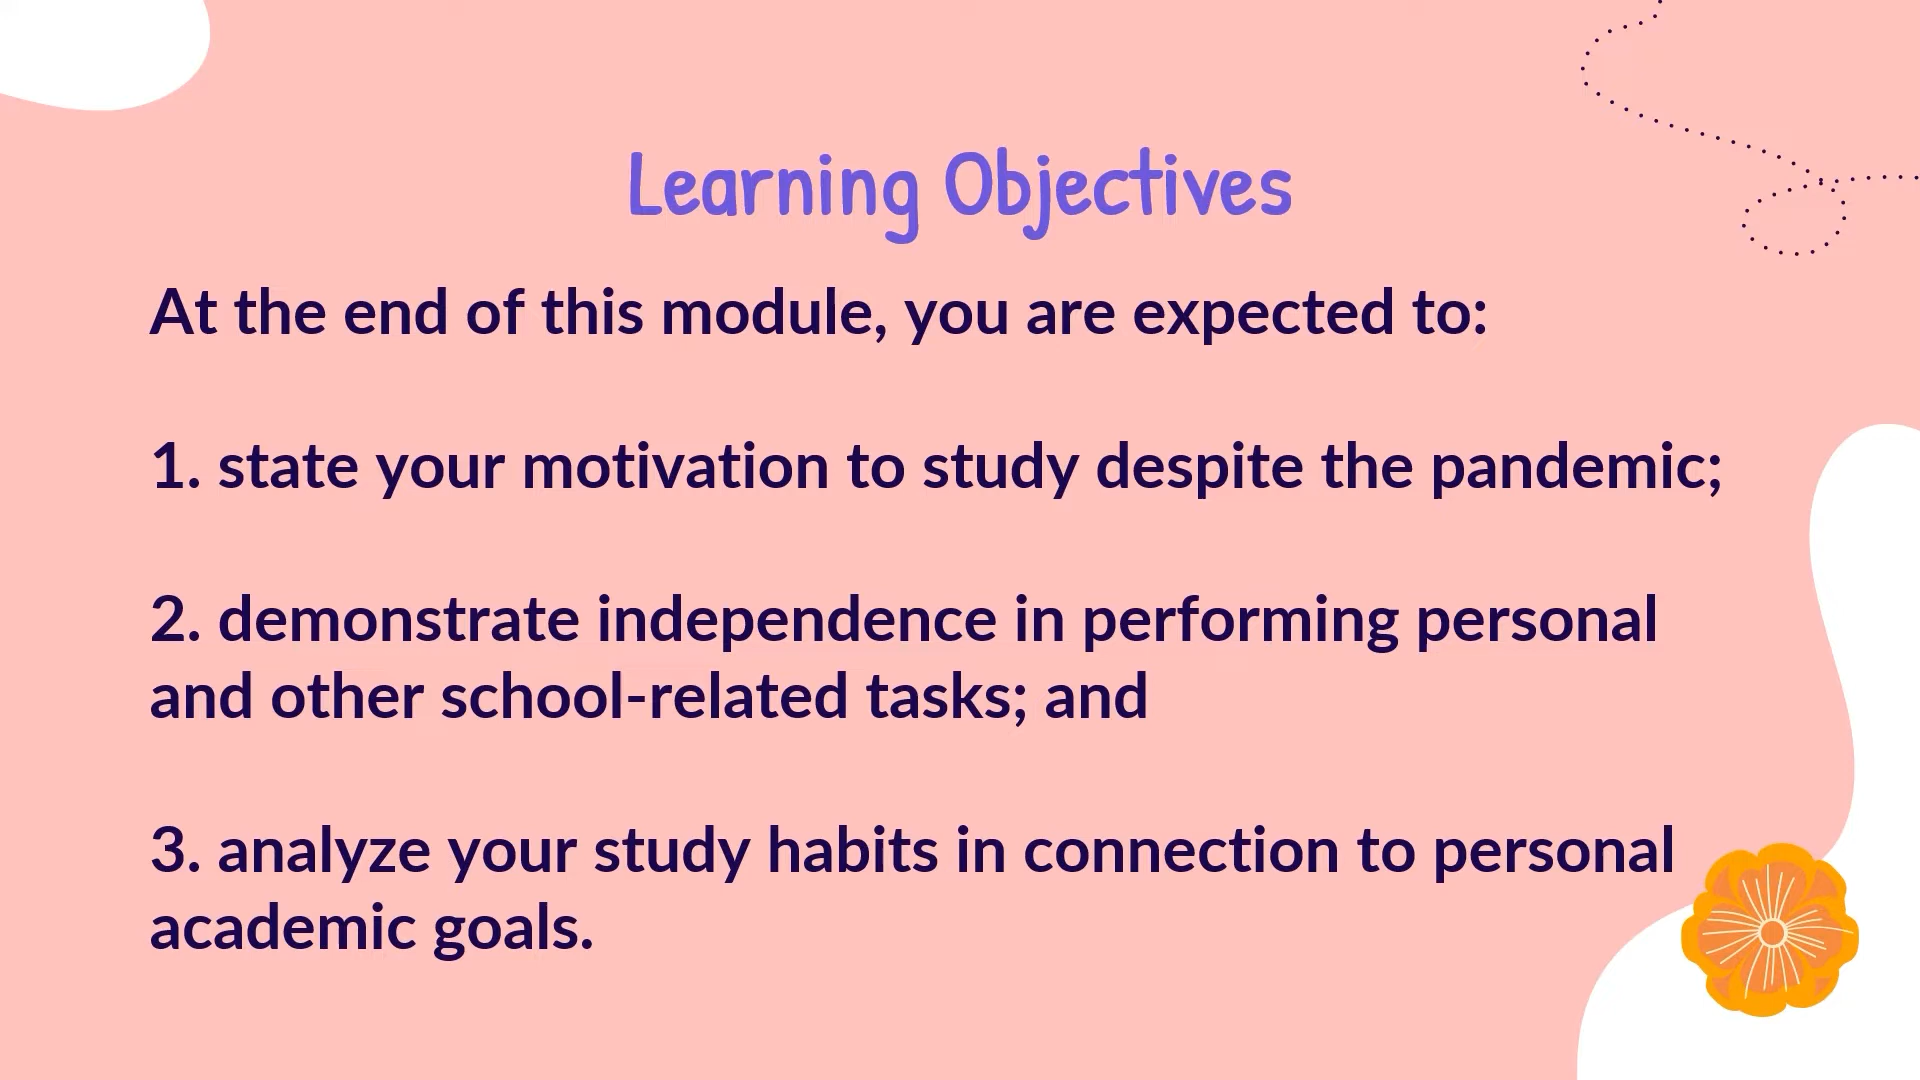 Learning Objectives
At the end of this module, you are expected to:
1. state your motivation to study despite the pandemic;
2. demonstrate independence in performing personal
and other school-related tasks; and
3. analyze your study habits in connection to personal
academic goals.